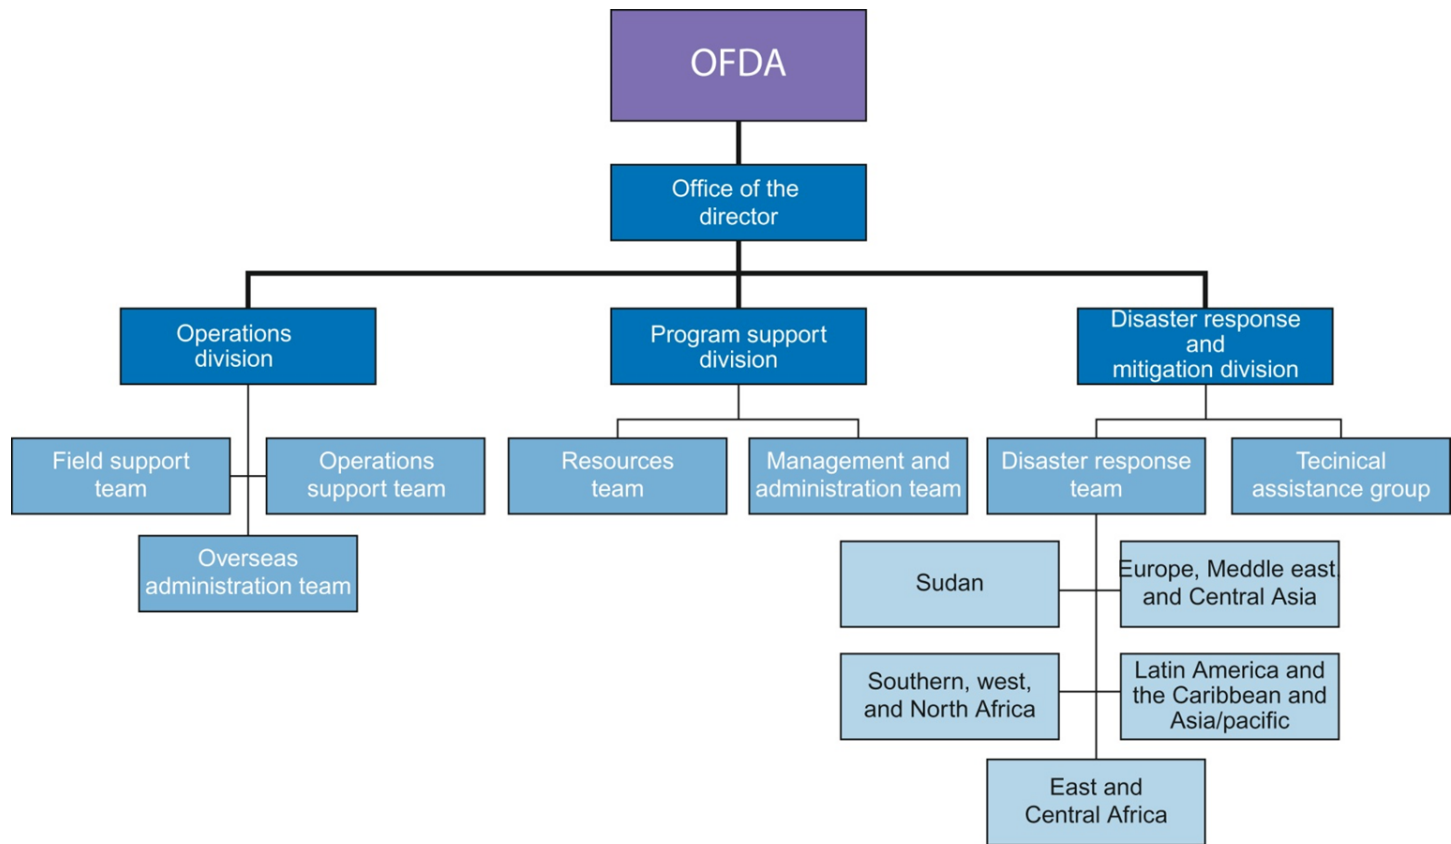 OFDA
Office of the
director
Operations
division
Program support
division
Disaster response
and
mitigation division
Field support
team
Operations
support team
Resources
team
Management and
administration team
Disaster response
team
Tecinical
assistance group
Overseas
administration team
Sudan
Europe, Meddle east,
and Central Asia
Southern, west,
and North Africa
Latin America and
the Caribbean and
Asia/pacific
East and
Central Africa